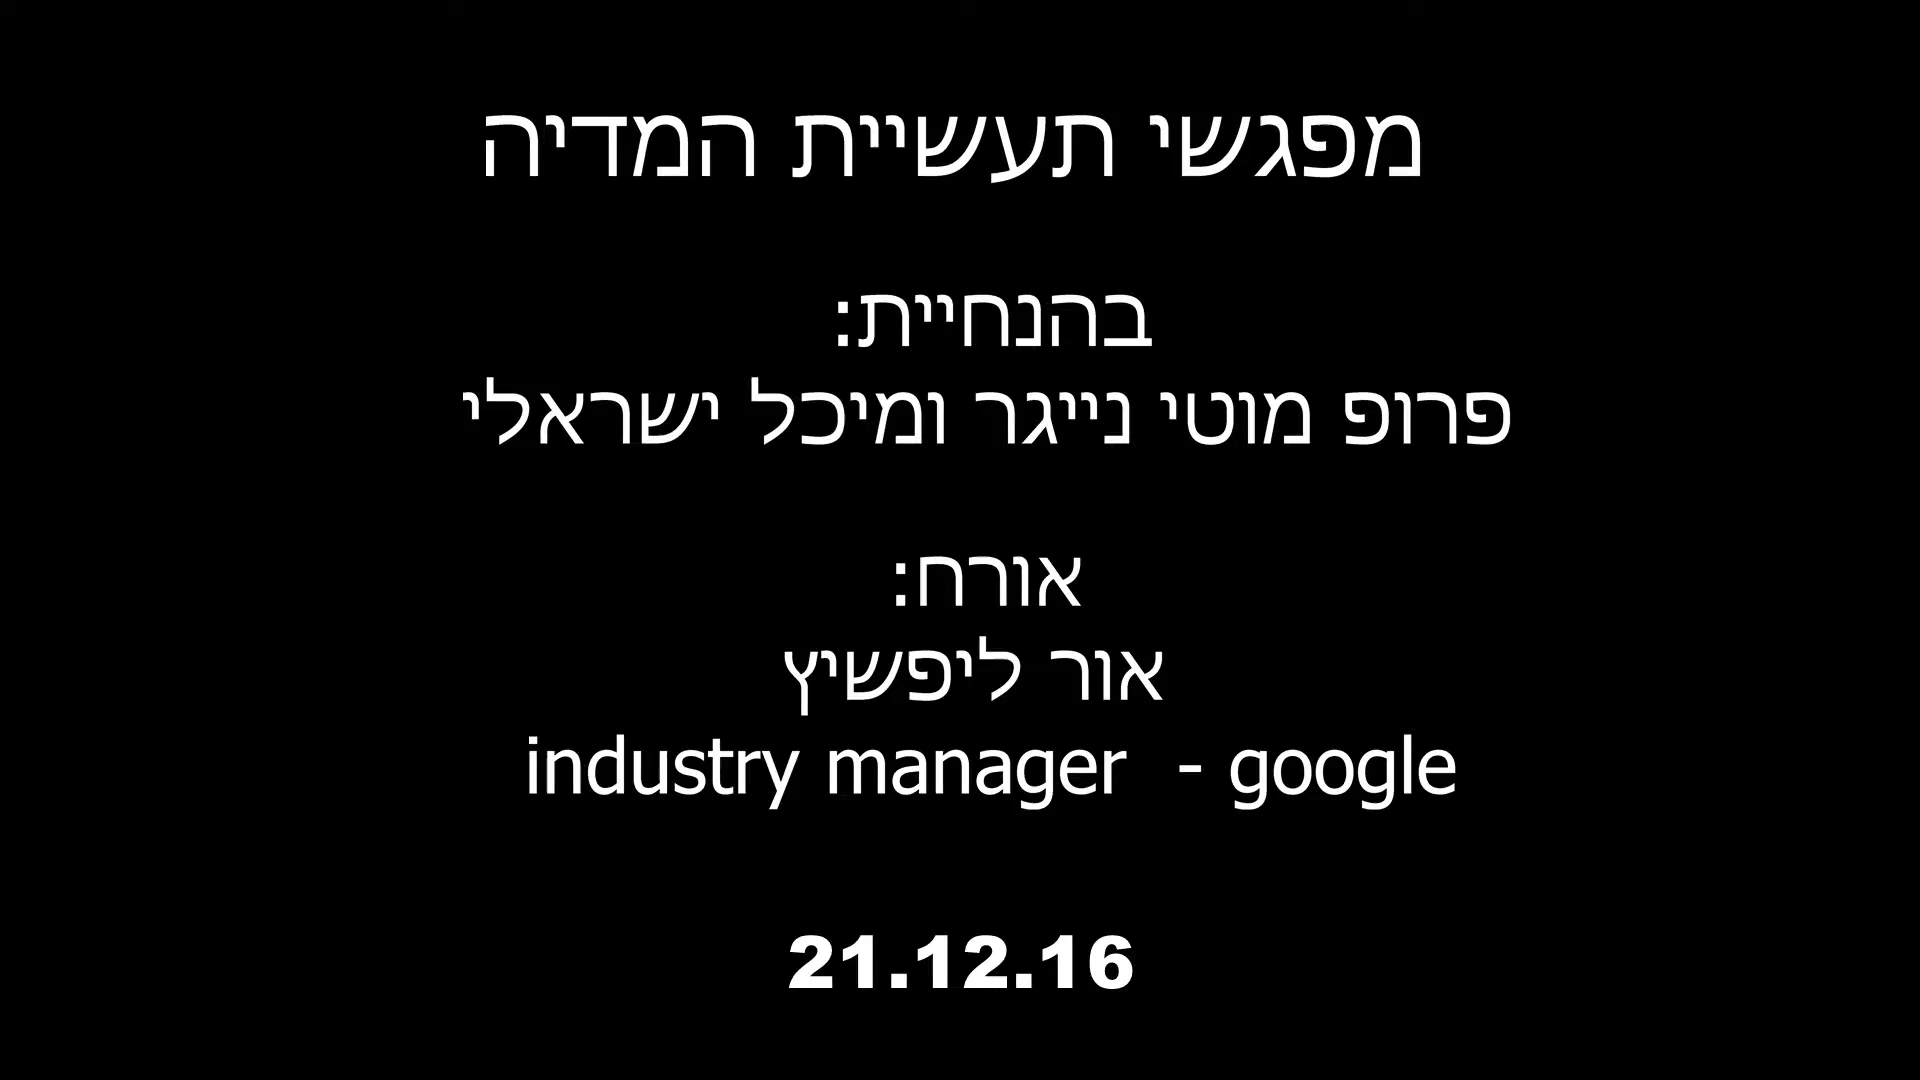 מפגשי תעשיית המדיה
בהנחיית:
פרופ מוטי נייגר ומיכל ישראלי
אורח:
אור ליפשיץ
industry manager  - google
21.12.16